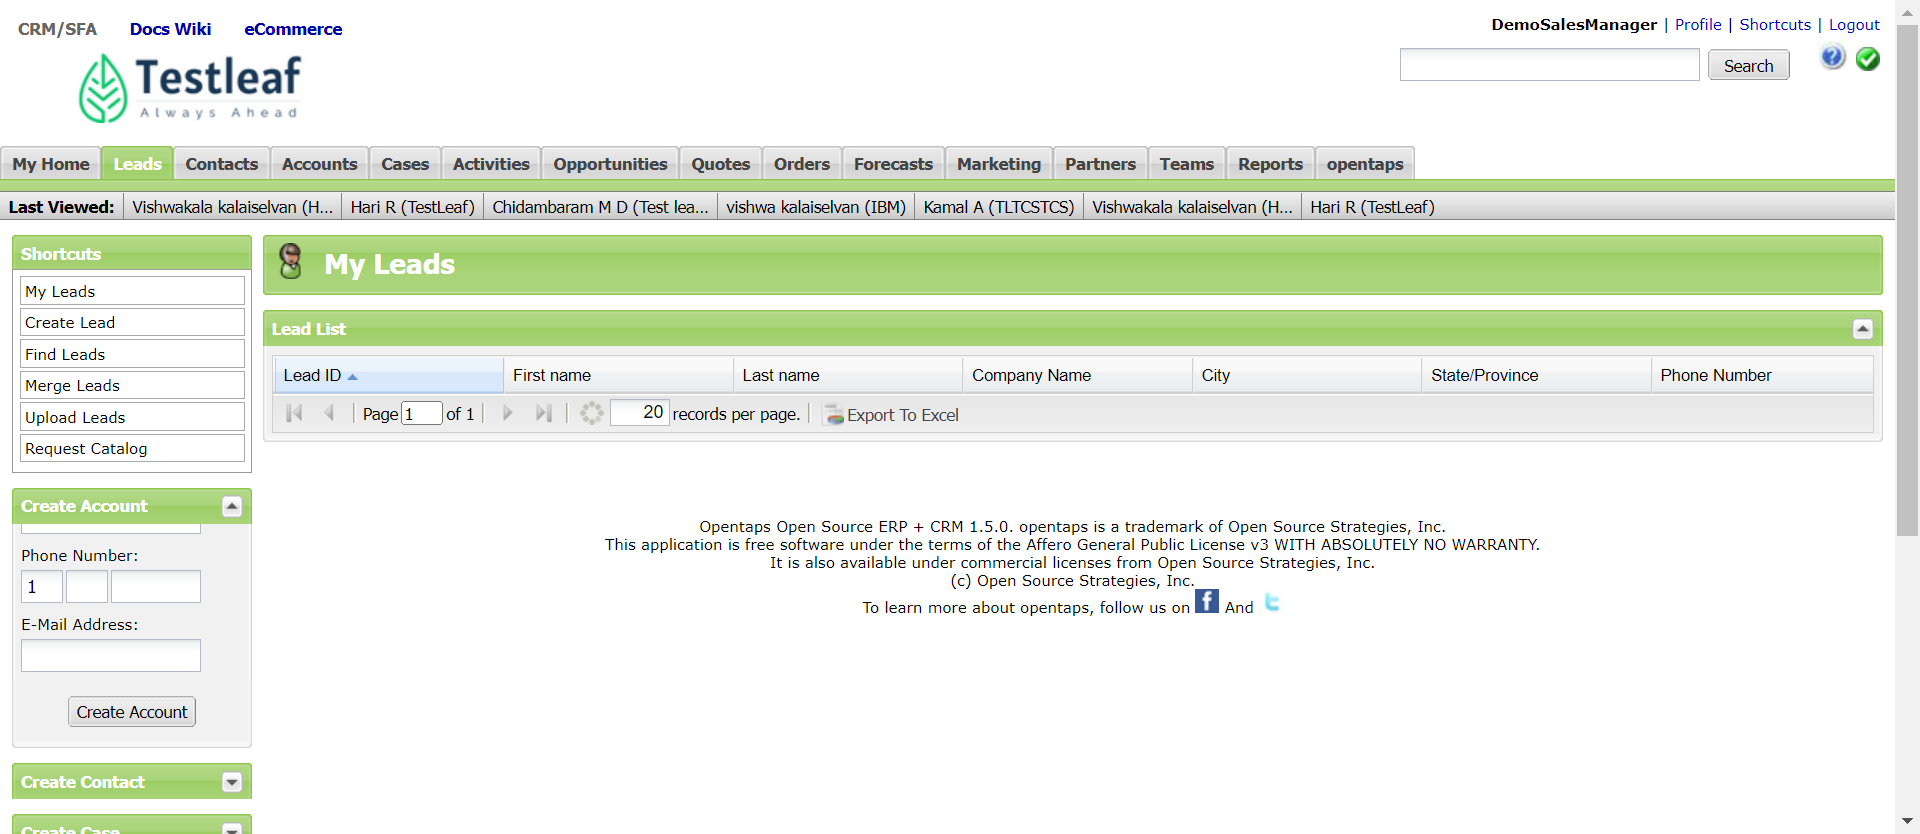 CRM/SFA Docs Wiki eCommerce
DemoSalesManager | Profile | Shortcuts | Logout
Testleaf
Always Ahead
Search
My Home Leads Contacts Accounts Cases Activities Opportunities Quotes Orders Forecasts Marketing Partners Teams Reports opentaps
Last Viewed: Vishwakala kalaiselvan (H... Hari R (TestLeaf) Chidambaram M D (Test lea... vishwa kalaiselvan (IBM) Kamal A (TLTCSTCS) Vishwakala kalaiselvan (H... Hari R (TestLeaf)
Shortcuts
My Leads
Create Lead
Find Leads
Merge Leads
Upload Leads
Request Catalog
Create Account
Phone Number:
1
E-Mail Address:
Create Account
Create Contact
Create Case
My Leads
Lead List
Lead ID First name Last name Company Name City State/Province Phone Number
Page 1 of 1 20 records per page. Export To Excel
Opentaps Open Source ERP + CRM 1.5.0. opentaps is a trademark of Open Source Strategies, Inc.
This application is free software under the terms of the Affero General Public License v3 WITH ABSOLUTELY NO WARRANTY.
It is also available under commercial licenses from Open Source Strategies, Inc.
(c) Open Source Strategies, Inc.
To learn more about opentaps, follow us on f And t